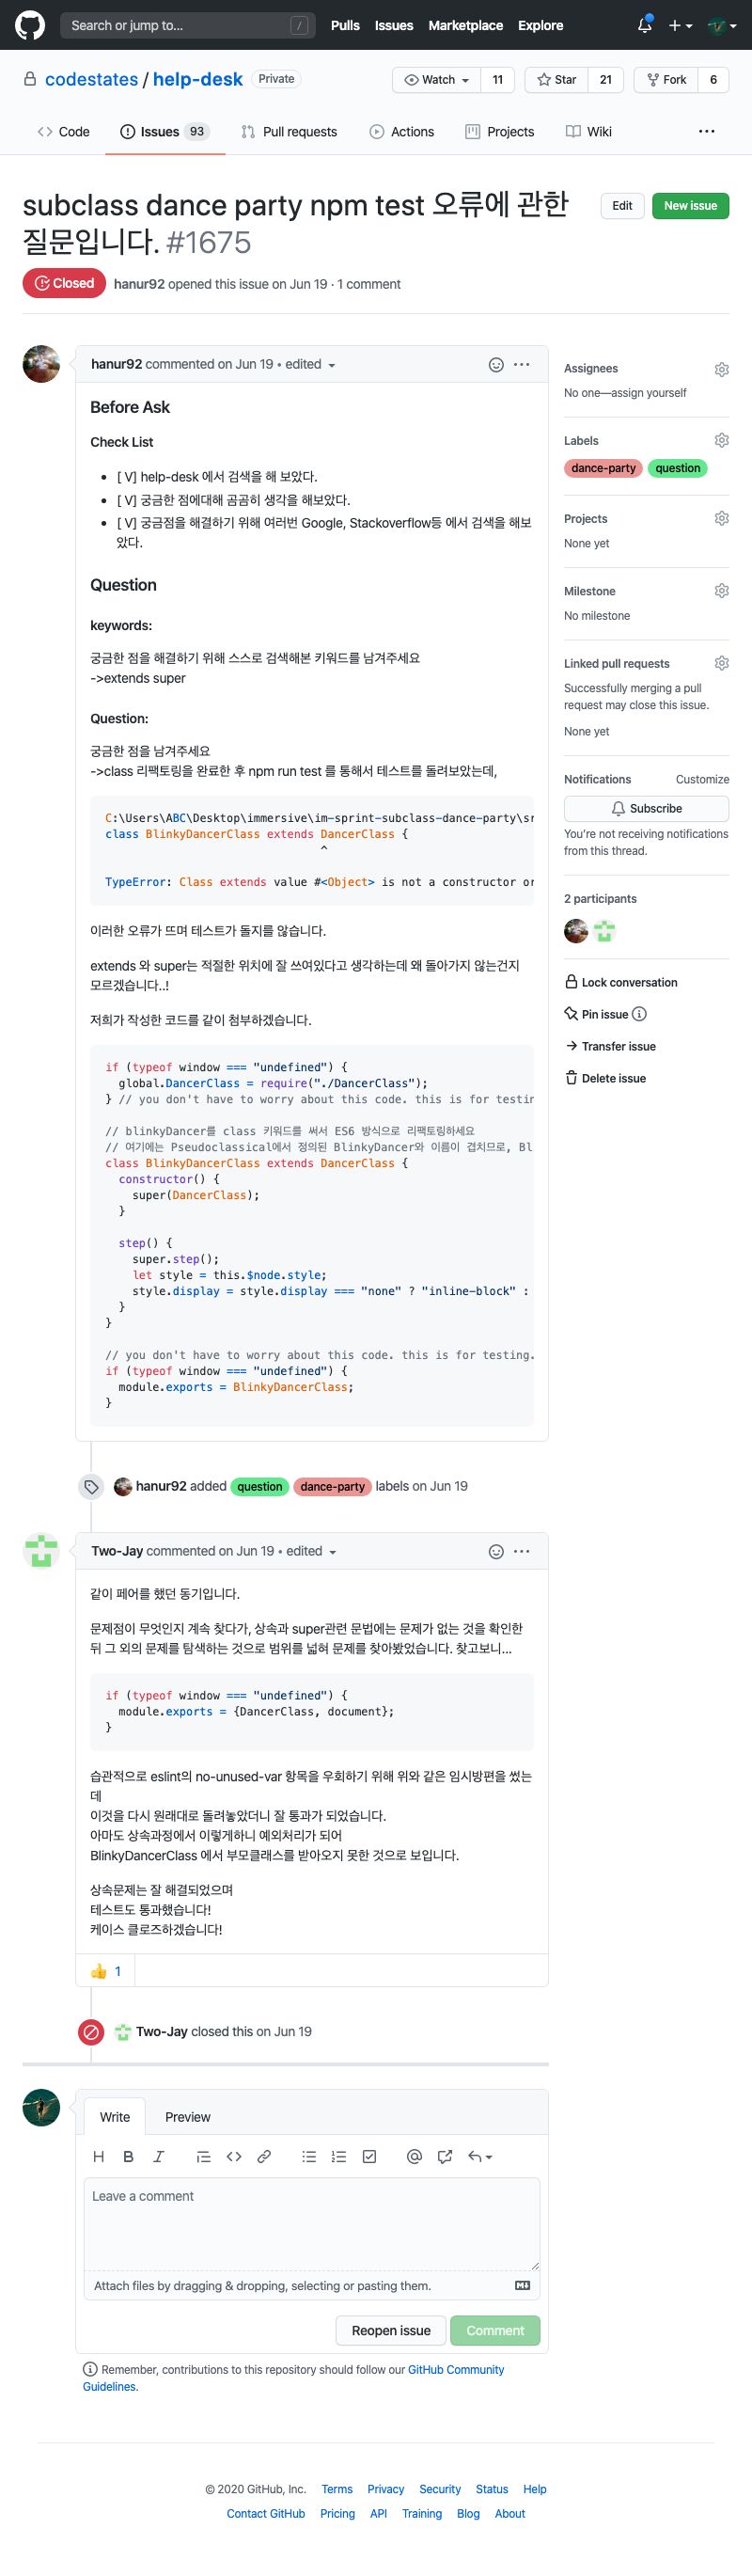 Search or jump to...
/
Pulls
Issues
Marketplace
Explore
codestates / help-desk
Private
Watch
11
Star
21
Fork
6
Code
Issues 93
Pull requests
Actions
Projects
Wiki
subclass dance party npm test 오류에 관한
질문입니다. #1675
Edit
New issue
Closed
hanur92 opened this issue on Jun 19 · 1 comment
hanur92 commented on Jun 19 • edited
Before Ask
Check List
[ V] help-desk 에서 검색을 해 보았다.
[ V] 궁금한 점에대해 곰곰히 생각을 해보았다.
[ V] 궁금점을 해결하기 위해 여러번 Google, Stackoverflow등 에서 검색을 해보
았다.
Question
keywords:
궁금한 점을 해결하기 위해 스스로 검색해본 키워드를 남겨주세요
->extends super
Question:
궁금한 점을 남겨주세요
->class 리팩토링을 완료한 후 npm run test 를 통해서 테스트를 돌려보았는데,
C:\Users\ABC\Desktop\immersive\im-sprint-subclass-dance-party\sr
class BlinkyDancerClass extends DancerClass {
^
TypeError: Class extends value #<Object> is not a constructor or
이러한 오류가 뜨며 테스트가 돌지를 않습니다.
extends 와 super는 적절한 위치에 잘 쓰여있다고 생각하는데 왜 돌아가지 않는건지
모르겠습니다..!
저희가 작성한 코드를 같이 첨부하겠습니다.
if (typeof window === "undefined") {
global.DancerClass = require("./DancerClass");
} // you don't have to worry about this code. this is for testin
// blinkyDancer를 class 키워드를 써서 ES6 방식으로 리팩토링하세요
// 여기에는 Pseudoclassical에서 정의된 BlinkyDancer와 이름이 겹치므로, Bl
class BlinkyDancerClass extends DancerClass {
constructor() {
super(DancerClass);
}
step() {
super.step();
let style = this.$node.style;
style.display = style.display === "none" ? "inline-block" :
}
}
// you don't have to worry about this code. this is for testing.
if (typeof window === "undefined") {
module.exports = BlinkyDancerClass;
}
hanur92 added question dance-party labels on Jun 19
Two-Jay commented on Jun 19 • edited
같이 페어를 했던 동기입니다.
문제점이 무엇인지 계속 찾다가, 상속과 super관련 문법에는 문제가 없는 것을 확인한
뒤 그 외의 문제를 탐색하는 것으로 범위를 넓혀 문제를 찾아봤었습니다. 찾고보니...
if (typeof window === "undefined") {
module.exports = {DancerClass, document};
}
습관적으로 eslint의 no-unused-var 항목을 우회하기 위해 위와 같은 임시방편을 썼는
데
이것을 다시 원래대로 돌려놓았더니 잘 통과가 되었습니다.
아마도 상속과정에서 이렇게하니 예외처리가 되어
BlinkyDancerClass 에서 부모클래스를 받아오지 못한 것으로 보입니다.
상속문제는 잘 해결되었으며
테스트도 통과했습니다!
케이스 클로즈하겠습니다!
👍 1
Two-Jay closed this on Jun 19
Write
Preview
Leave a comment
Attach files by dragging & dropping, selecting or pasting them.
Reopen issue
Comment
Remember, contributions to this repository should follow our GitHub Community
Guidelines.
Assignees
No one—assign yourself
Labels
dance-party question
Projects
None yet
Milestone
No milestone
Linked pull requests
Successfully merging a pull
request may close this issue.
None yet
Notifications
Customize
Subscribe
You're not receiving notifications
from this thread.
2 participants
Lock conversation
Pin issue
Transfer issue
Delete issue
© 2020 GitHub, Inc.
Terms
Privacy
Security
Status
Help
Contact GitHub
Pricing
API
Training
Blog
About